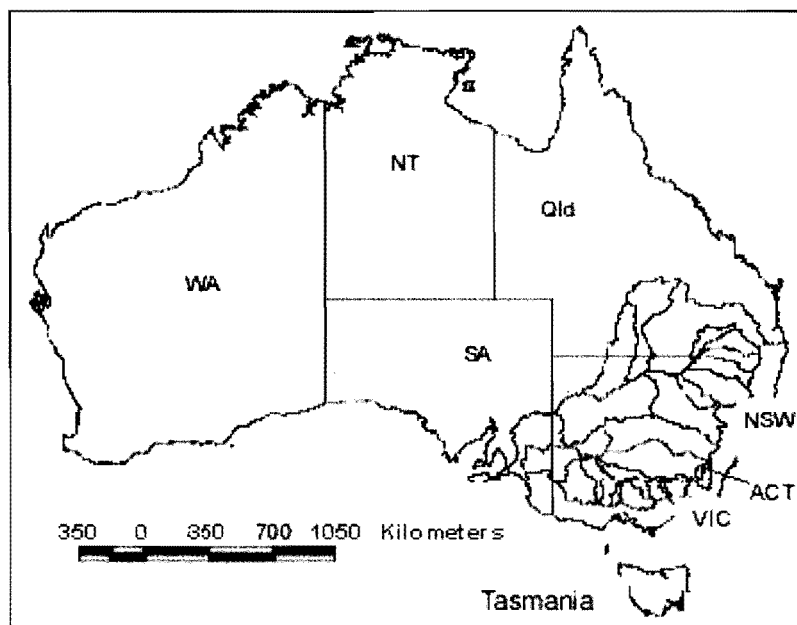 NT
Qld
WA
SA
NSW
ACT
VIC
350 0 350 700 1050 Kilometers
Tasmania